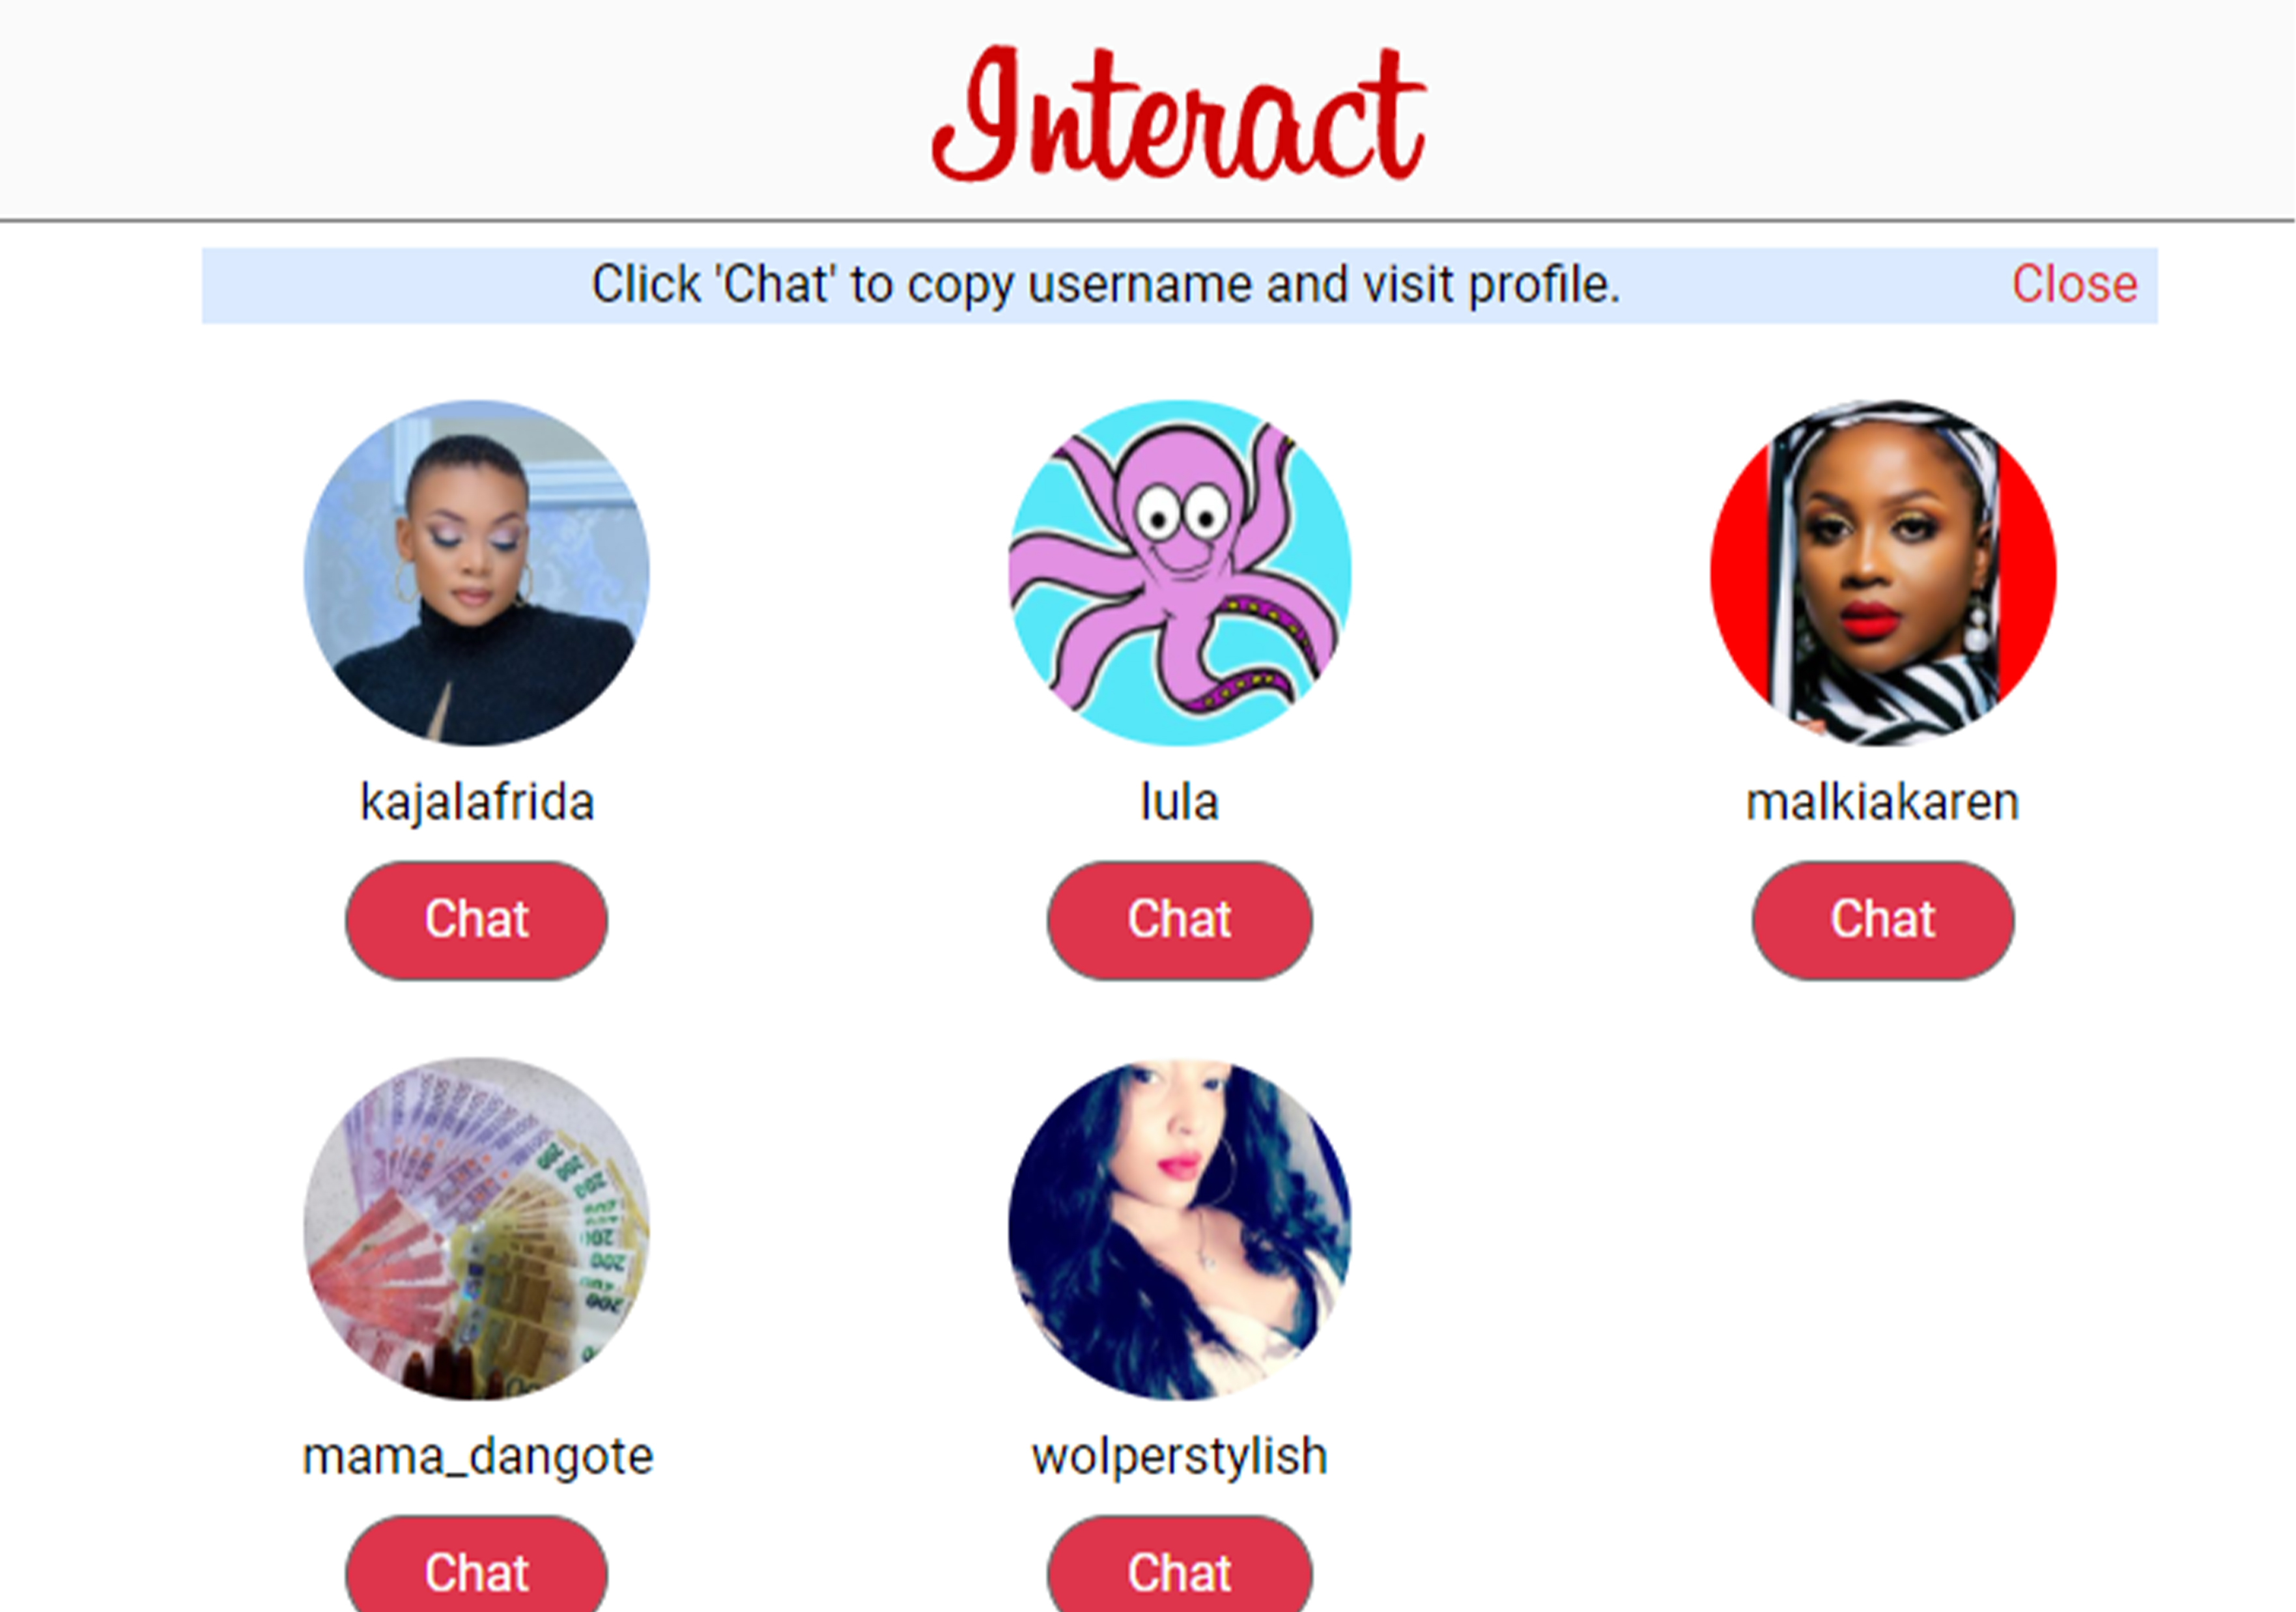 Interact
Click 'Chat' to copy username and visit profile.
Close
kajalafrida
lula
malkiakaren
Chat
Chat
Chat
mama_dangote
wolperstylish
Chat
Chat